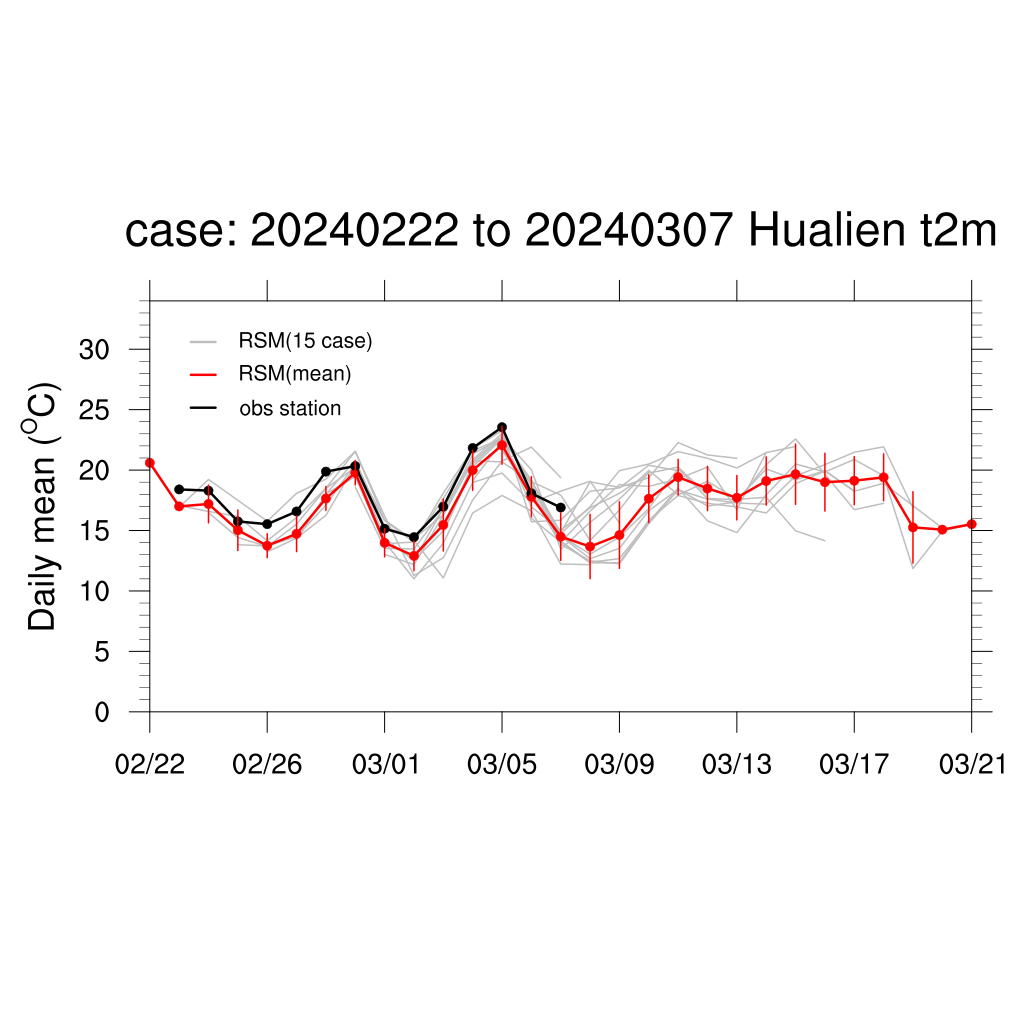 case: 20240222 to 20240307 Hualien t2m
RSM(15 case)
RSM(mean)
obs station
Daily mean (°C)
30
25
20
15
10
5
0
02/22 02/26 03/01 03/05 03/09 03/13 03/17 03/21